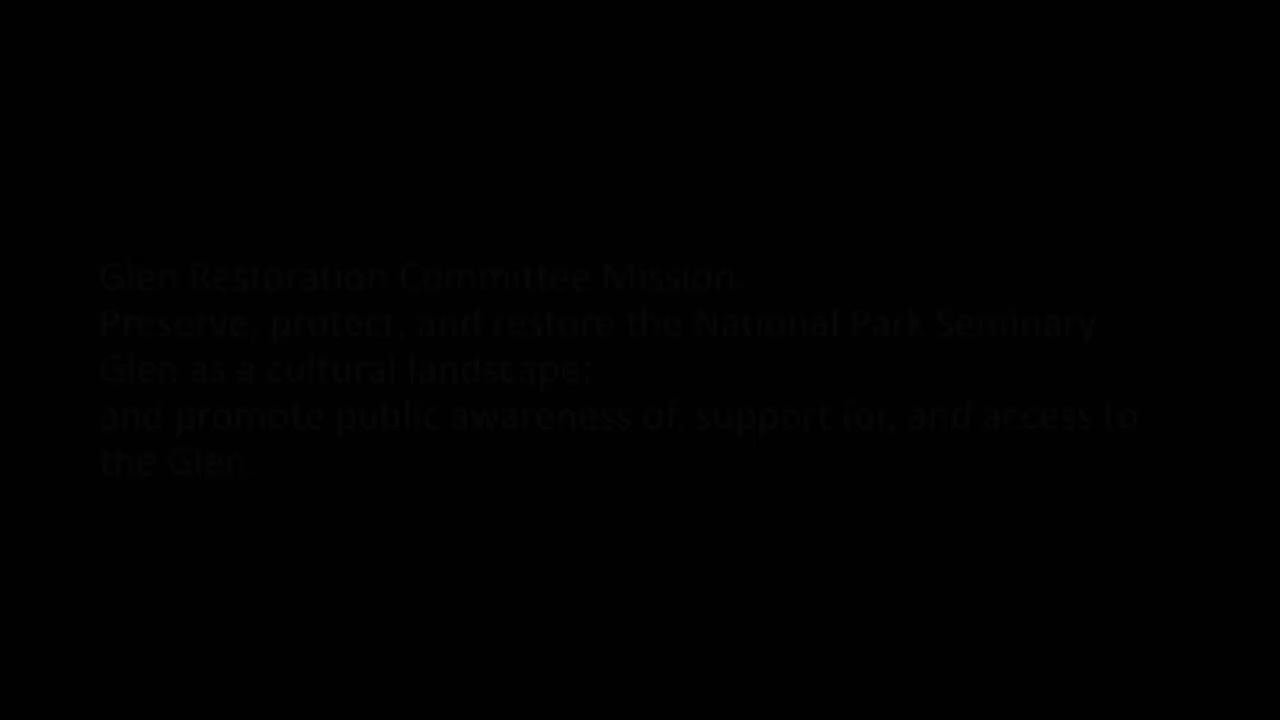 Glen Restoration Committee Mission:
Preserve, protect, and restore the National Park Seminary
Glen as a cultural landscape;
and promote public awareness of, support for, and access to
the Glen.